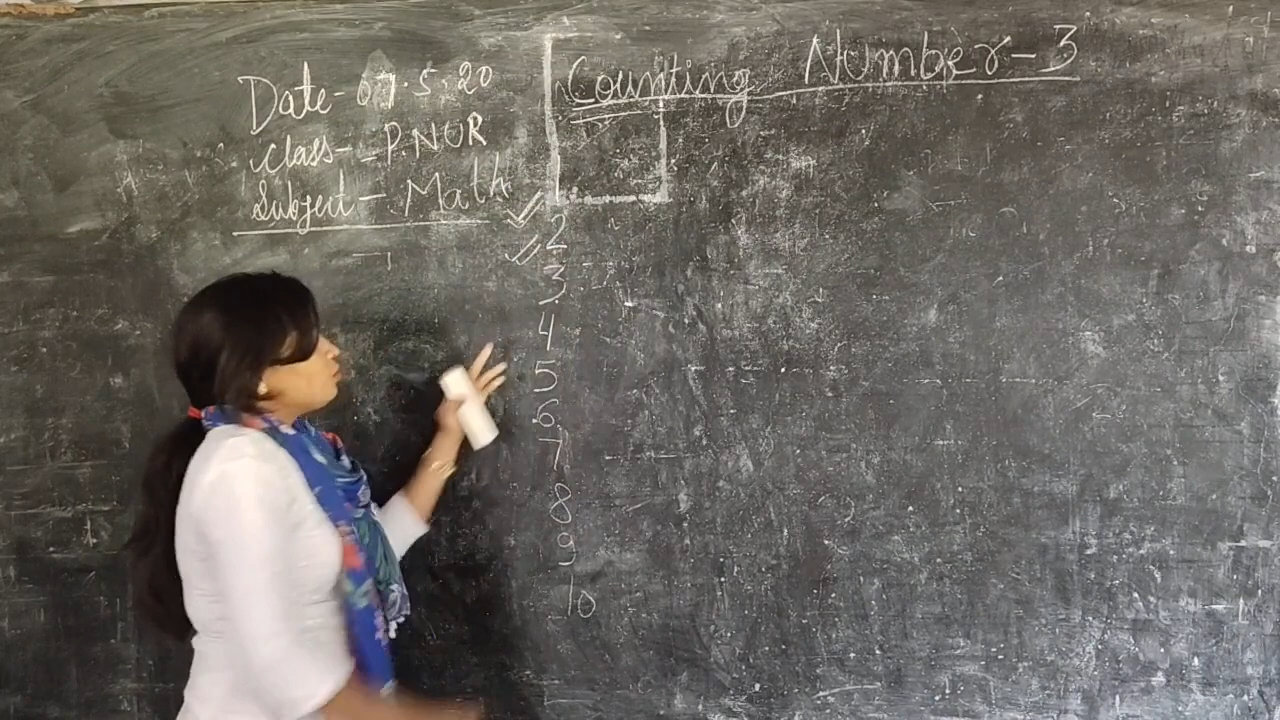 Date - 07.5.20
Class - P.NUR
Subject - Math
Counting Number - 3
2
3
4
5
6
7
8
9
10